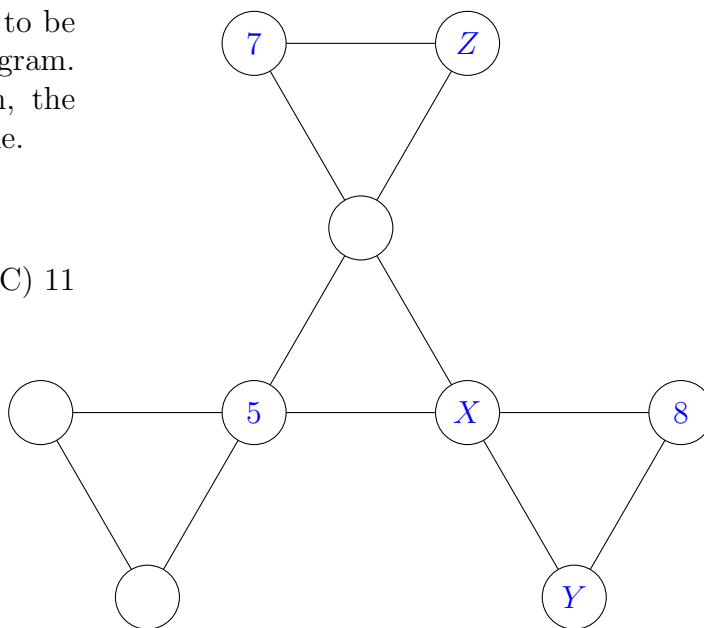 to be
gram.
, the
e.
C) 11
7 Z
5 X 8
Y